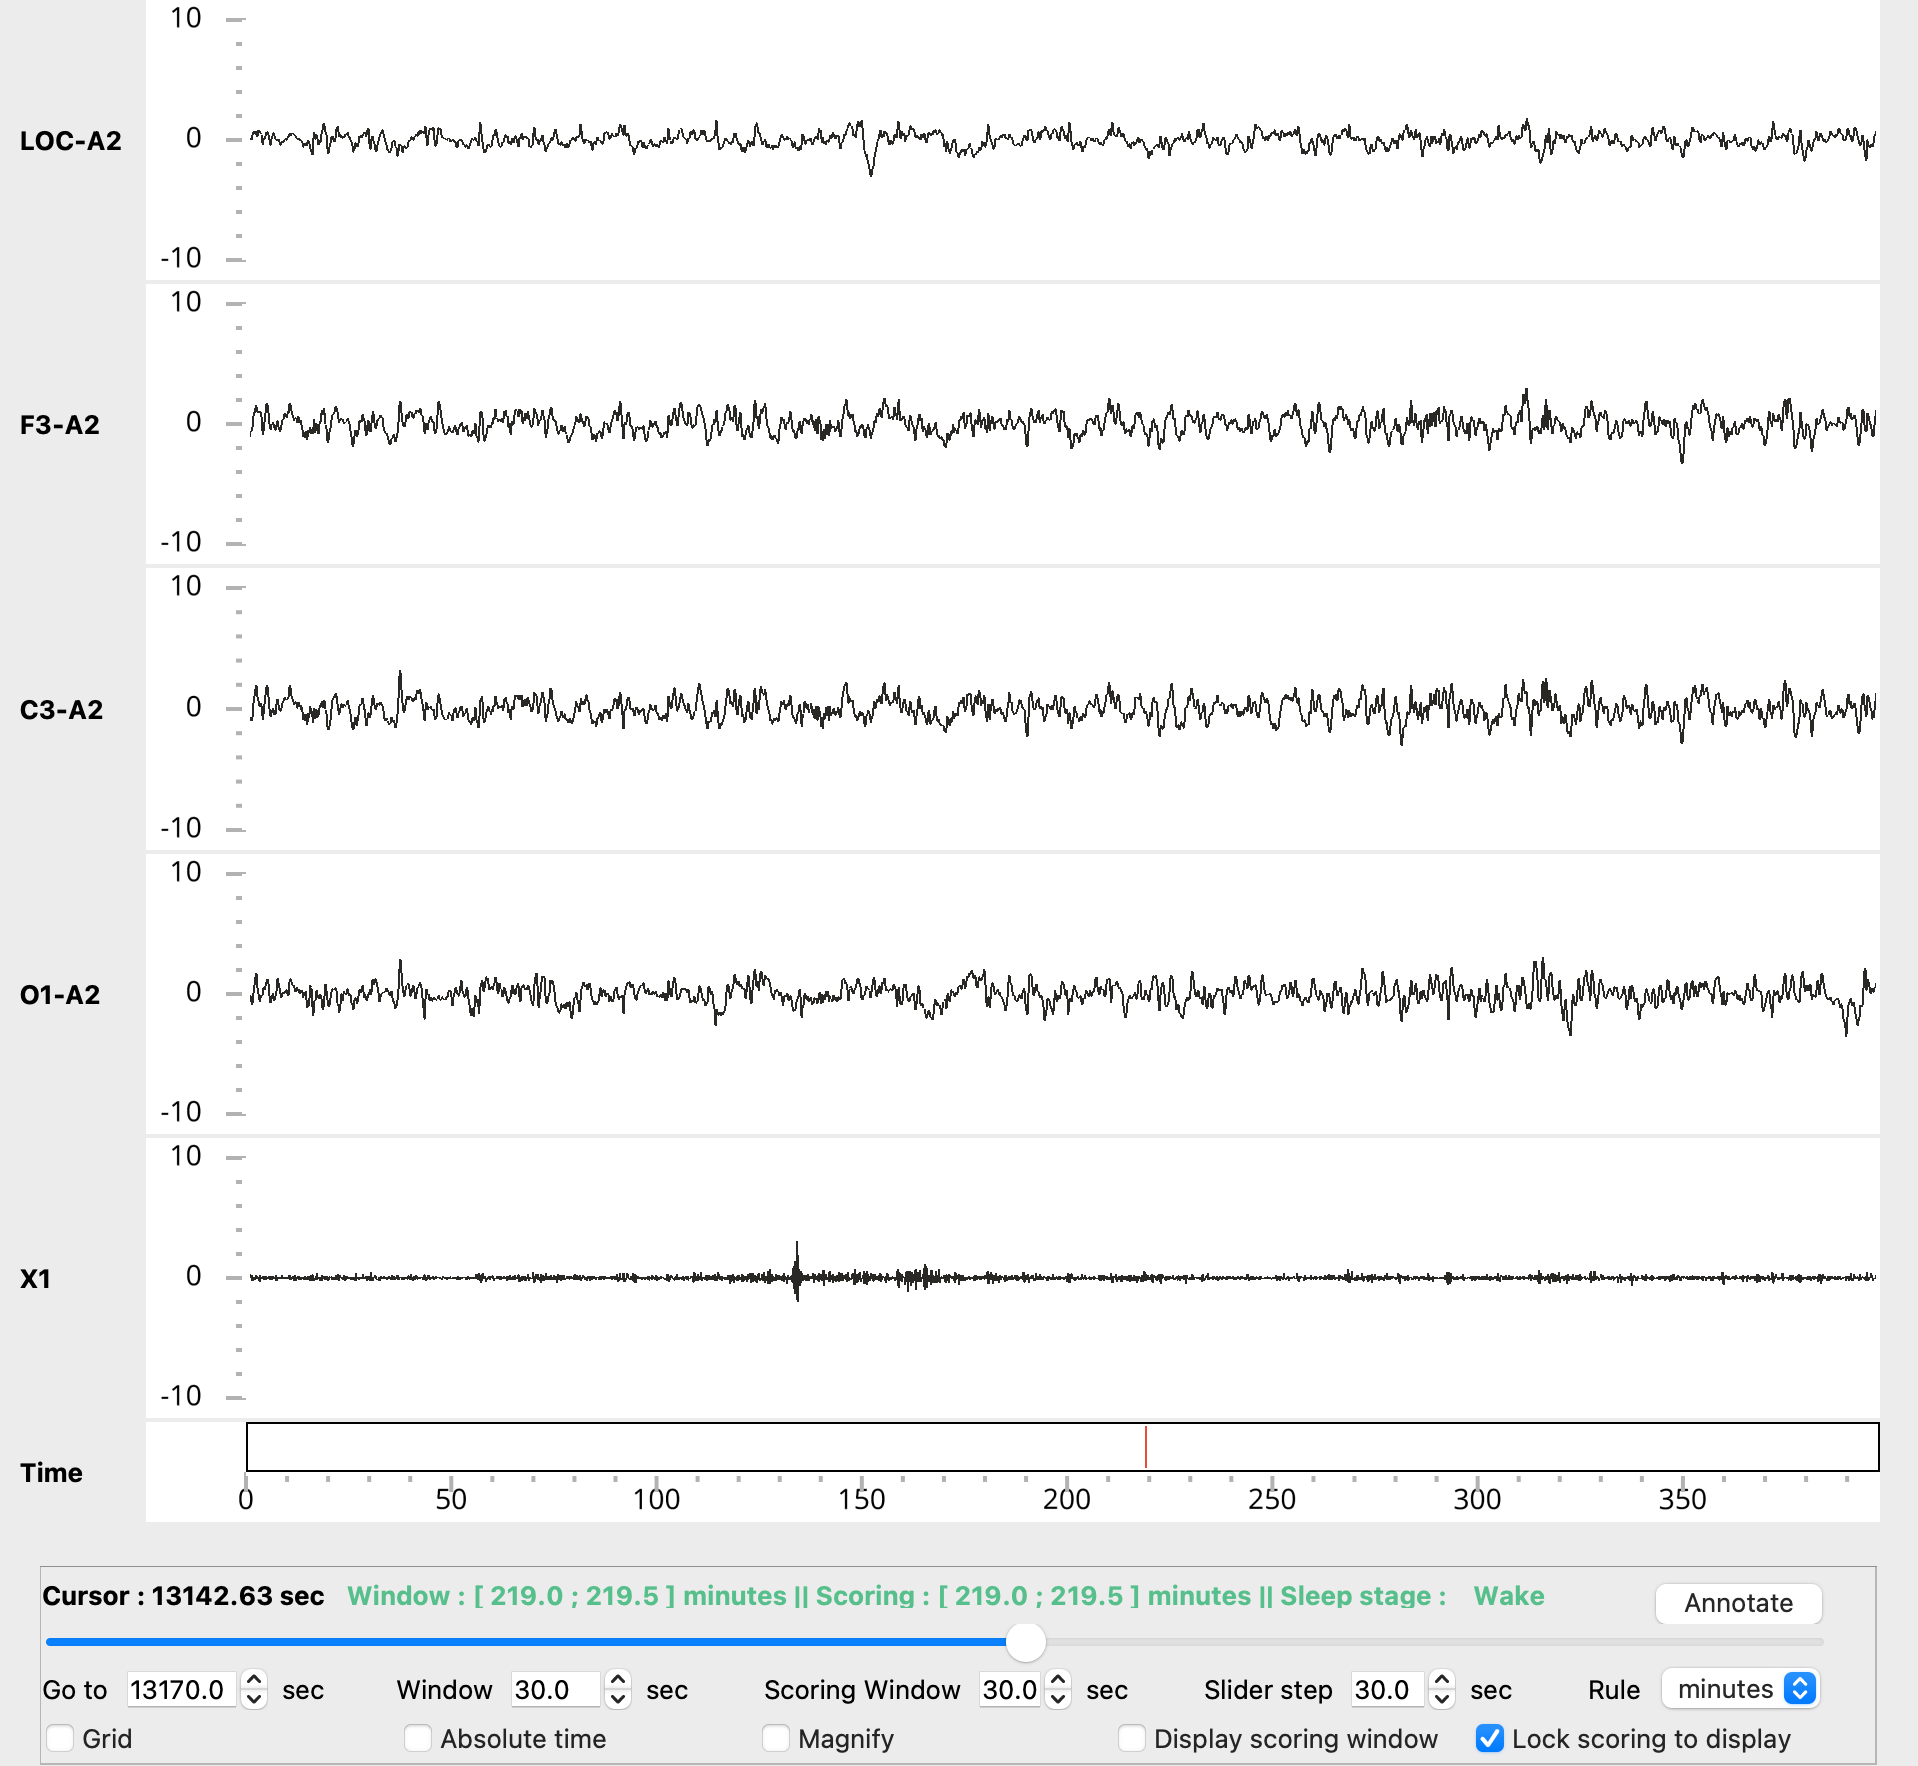 10
LOC-A2 0
-10
10
F3-A2 0
-10
10
C3-A2 0
-10
10
O1-A2 0
-10
10
X1 0
-10
Time
0 50 100 150 200 250 300 350
Cursor : 13142.63 sec Window : [ 219.0 ; 219.5 ] minutes || Scoring : [ 219.0 ; 219.5 ] minutes || Sleep stage : Wake Annotate
Go to 13170.0 sec Window 30.0 sec Scoring Window 30.0 sec Slider step 30.0 sec Rule minutes
Grid Absolute time Magnify Display scoring window Lock scoring to display